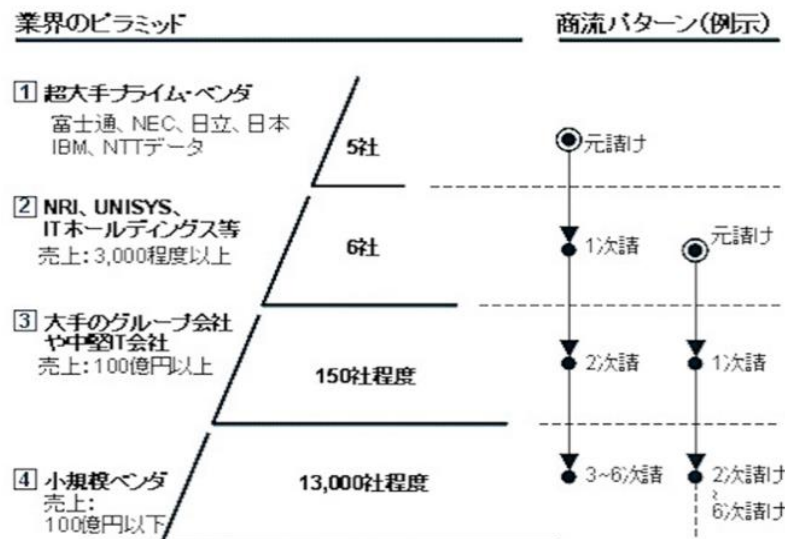 業界のピラミッド
商流パターン(例示)
1 超大手プライム・ベンダ
富士通、NEC、日立、日本
IBM、NTTデータ
5社
元請け
2 NRI、UNISYS、
ITホールディングス等
売上:3,000程度以上
6社
1次請
元請け
3 大手のグループ会社
や中堅IT会社
売上:100億円以上
150社程度
2次請
1次請
4 小規模ベンダ
売上:
100億円以下
13,000社程度
3~6次請
2次請け
~
6次請け